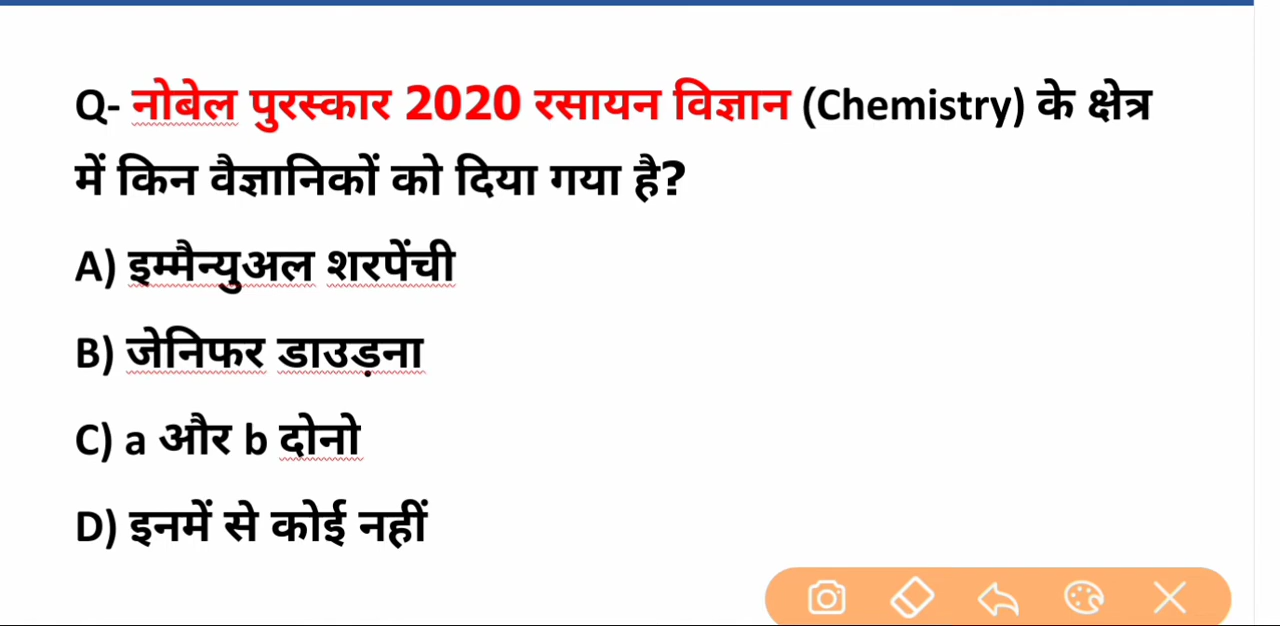 Q- नोबेल पुरस्कार 2020 रसायन विज्ञान (Chemistry) के क्षेत्र
में किन वैज्ञानिकों को दिया गया है?
A) इम्मैन्युअल शरपेंची
B) जेनिफर डाउड़ना
C) a और b दोनो
D) इनमें से कोई नहीं